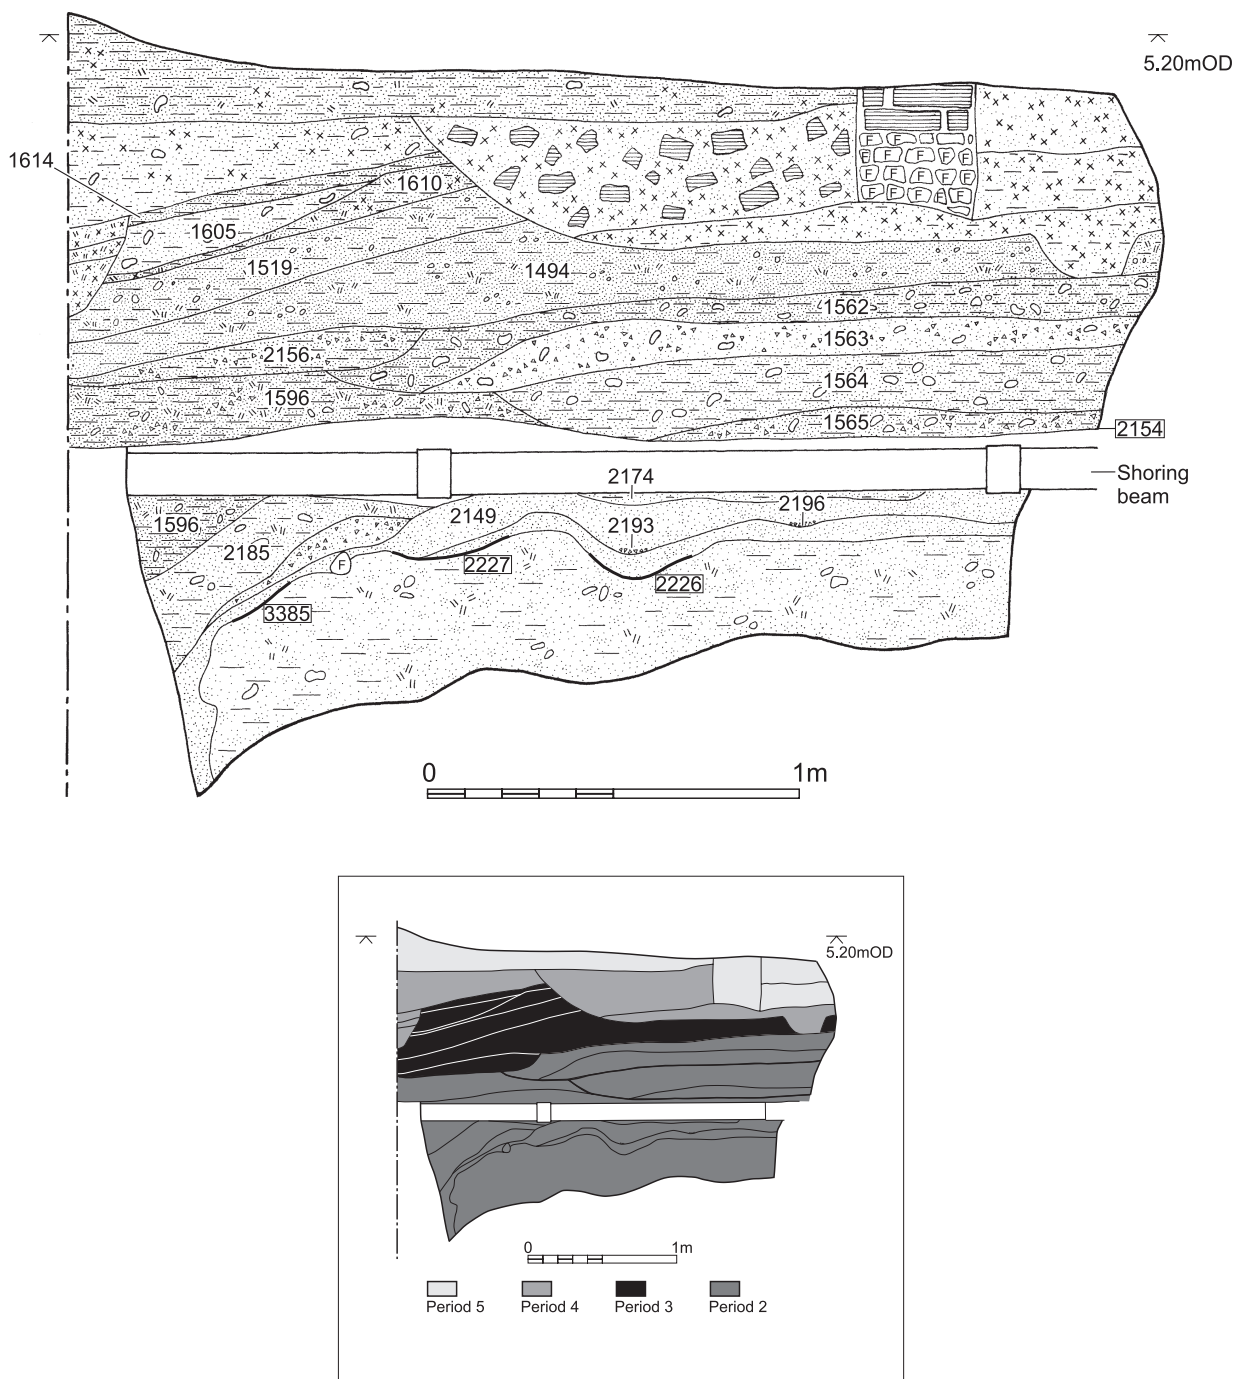 5.20mOD
1614
1610
1605
1519
1494
1562
1563
2156
1564
1596
1565
2154
2174
Shoring
beam
2196
1596
2149
2193
2185
F
2227
2226
3385
F F F F
F F F F F
F F F F F
F F F F F
0 1m
5.20mOD
0 1m
Period 5 Period 4 Period 3 Period 2